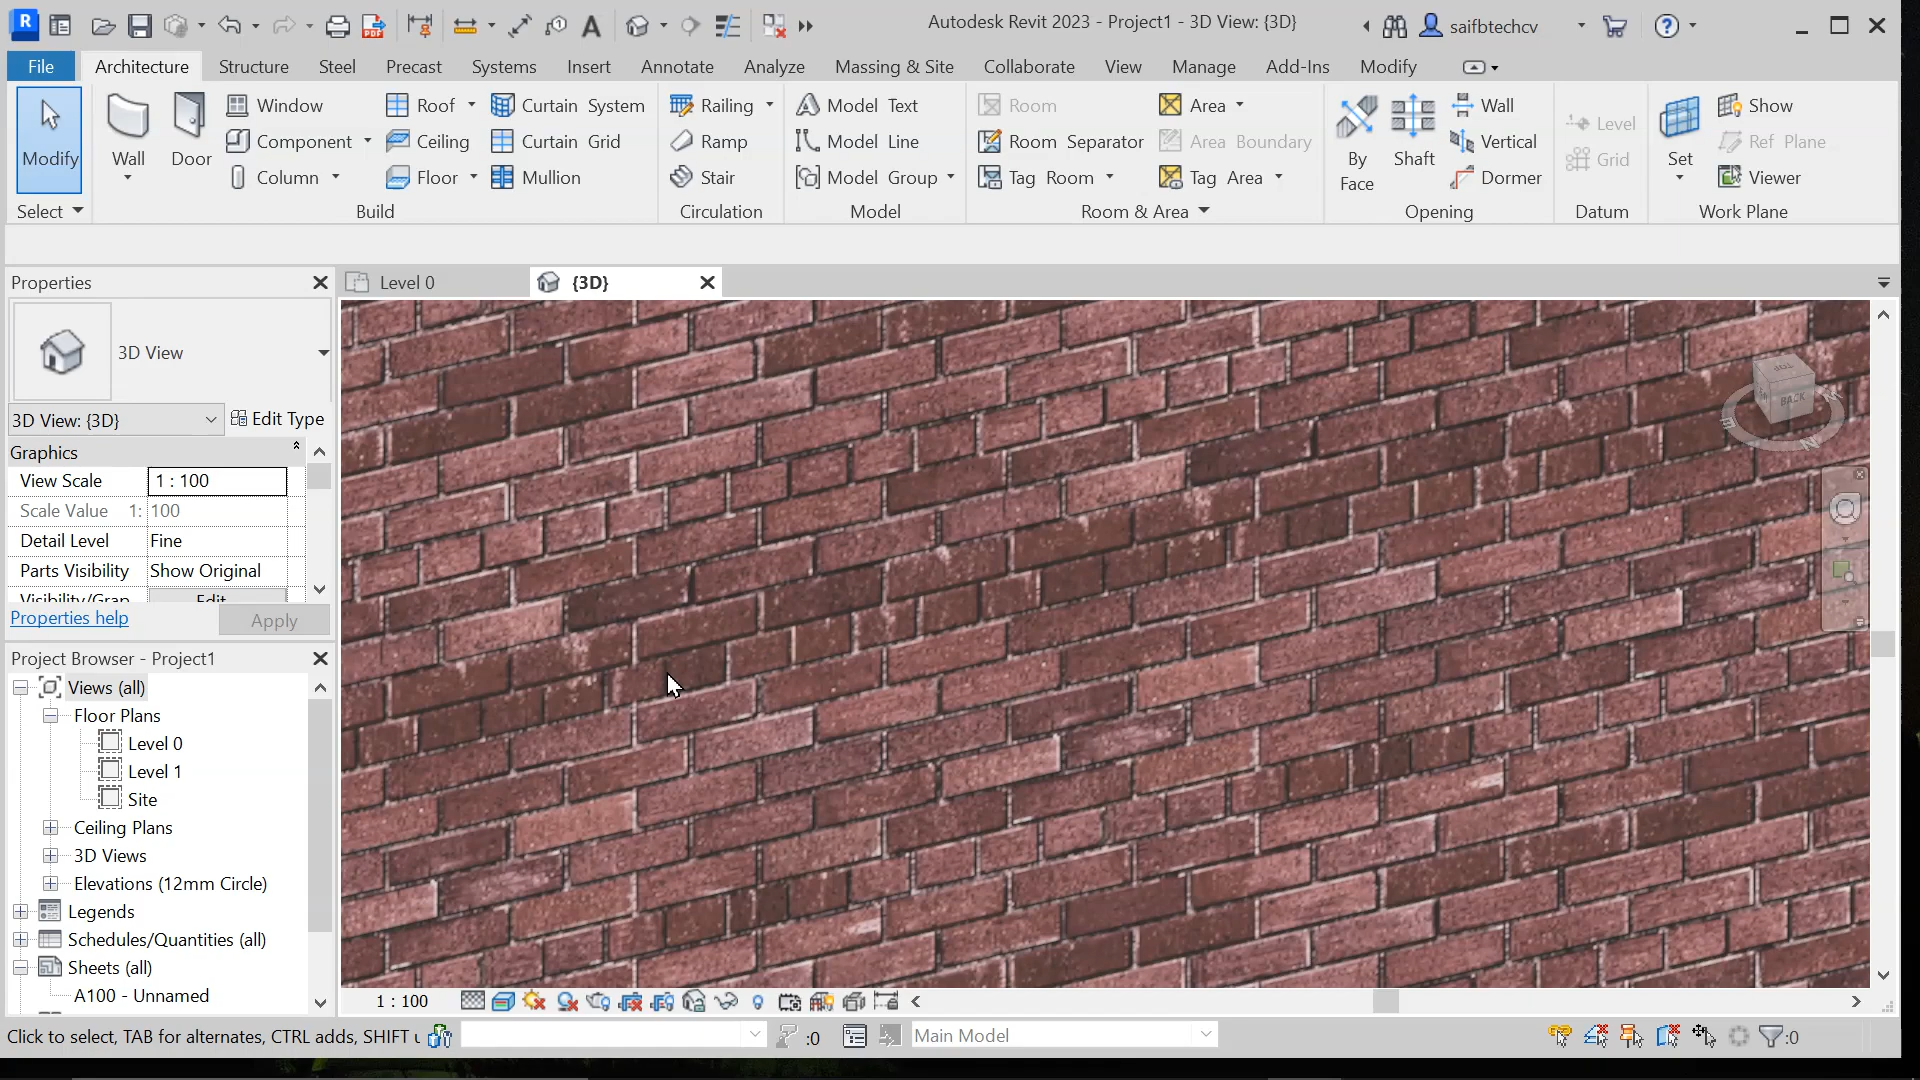 Autodesk Revit 2023 - Project1 - 3D View: {3D}
saifbtechcv
File Architecture Structure Steel Precast Systems Insert Annotate Analyze Massing & Site Collaborate View Manage Add-Ins Modify
Modify
Select
Wall
Door
Window
Component
Column
Roof
Ceiling
Floor
Curtain System
Curtain Grid
Mullion
Build
Railing
Ramp
Stair
Circulation
Model Text
Model Line
Model Group
Model
Room
Room Separator
Tag Room
Area
Area Boundary
Tag Area
Room & Area
By
Face
Shaft
Wall
Vertical
Dormer
Opening
Level
Grid
Datum
Set
Show
Ref Plane
Viewer
Work Plane
Properties
Level 0
{3D}
3D View
3D View: {3D}
Edit Type
Graphics
View Scale 1 : 100
Scale Value 1: 100
Detail Level Fine
Parts Visibility Show Original
Properties help
Apply
Project Browser - Project1
Views (all)
Floor Plans
Level 0
Level 1
Site
Ceiling Plans
3D Views
Elevations (12mm Circle)
Legends
Schedules/Quantities (all)
Sheets (all)
A100 - Unnamed
TOP
BACK
1 : 100
Click to select, TAB for alternates, CTRL adds, SHIFT u
:0
Main Model
:0